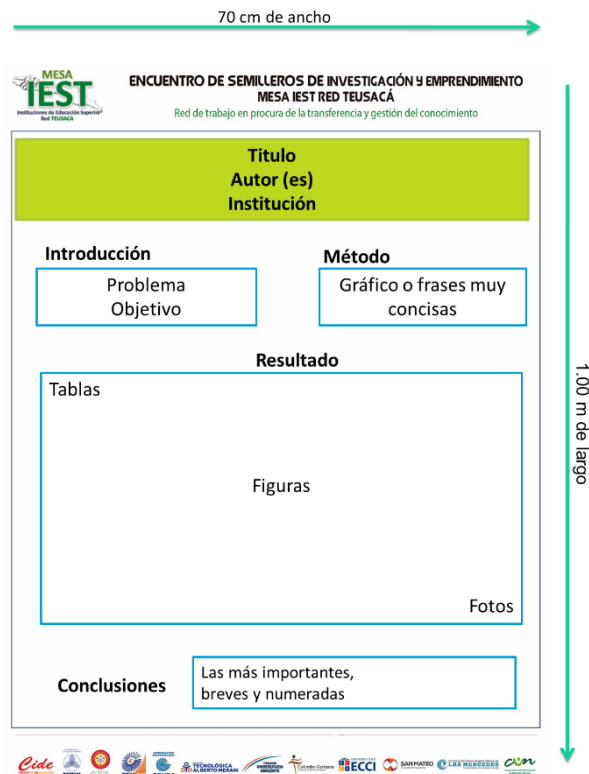 70 cm de ancho
MESA
IEST
Instituciones de Educación Superior
Red TEUSACA
ENCUENTRO DE SEMILLEROS DE INVESTIGACIÓN Y EMPRENDIMIENTO
MESA IEST RED TEUSACÁ
Red de trabajo en procura de la transferencia y gestión del conocimiento
Titulo
Autor (es)
Institución
Introducción
Problema
Objetivo
Método
Gráfico o frases muy
concisas
Resultado
Tablas
Figuras
Fotos
1.00 m de largo
Conclusiones
Las más importantes,
breves y numeradas
Cide
TECNOLÓGICA
ALBERTO MERANI
ECCI
SAN MATEO
LAS MERCEDES
cun